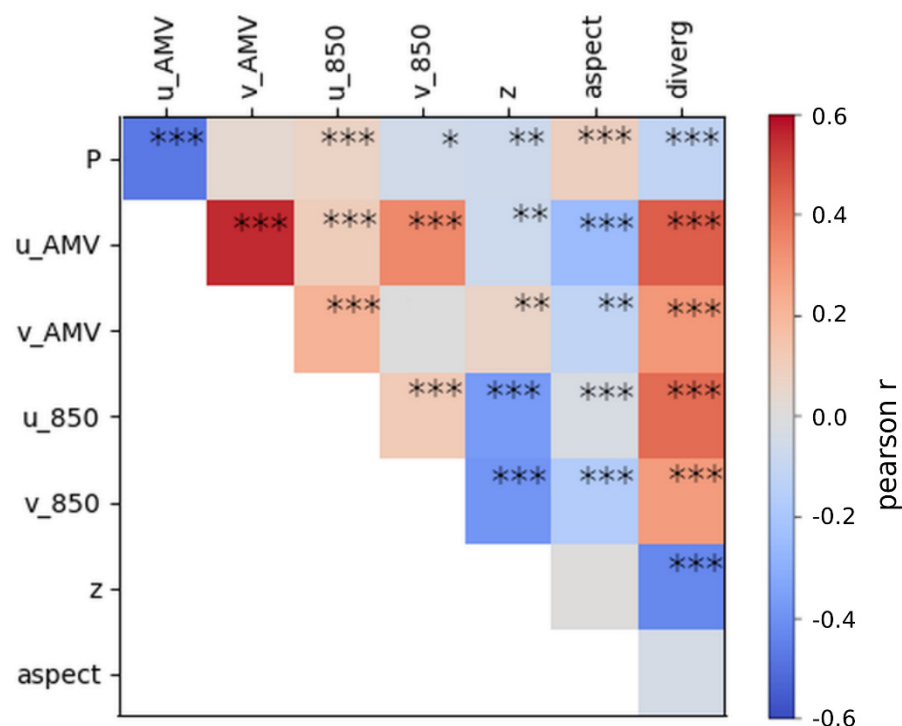 u_AMV v_AMV u_850 v_850 z aspect diverg
P *** *** * ** *** ***
u_AMV *** *** *** ** *** ***
v_AMV *** ** ** ***
u_850 *** *** *** ***
v_850 *** *** ***
z ***
aspect
0.6
0.4
0.2
0.0
-0.2
-0.4
-0.6
pearson r